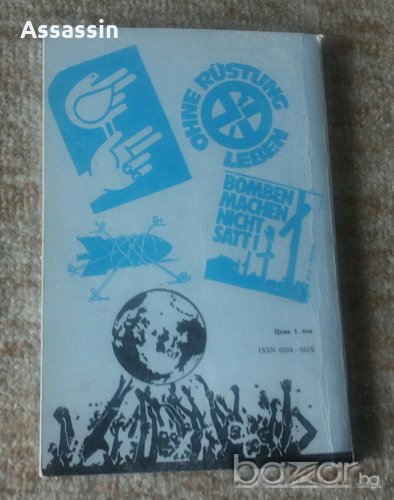 Assassin
OHNE RÜSTUNG
LEBEN
BOMBEN
MACHEN
NICHT
SATT!
Цена 1 лев
ISSN 0204—661X
bazar.bg